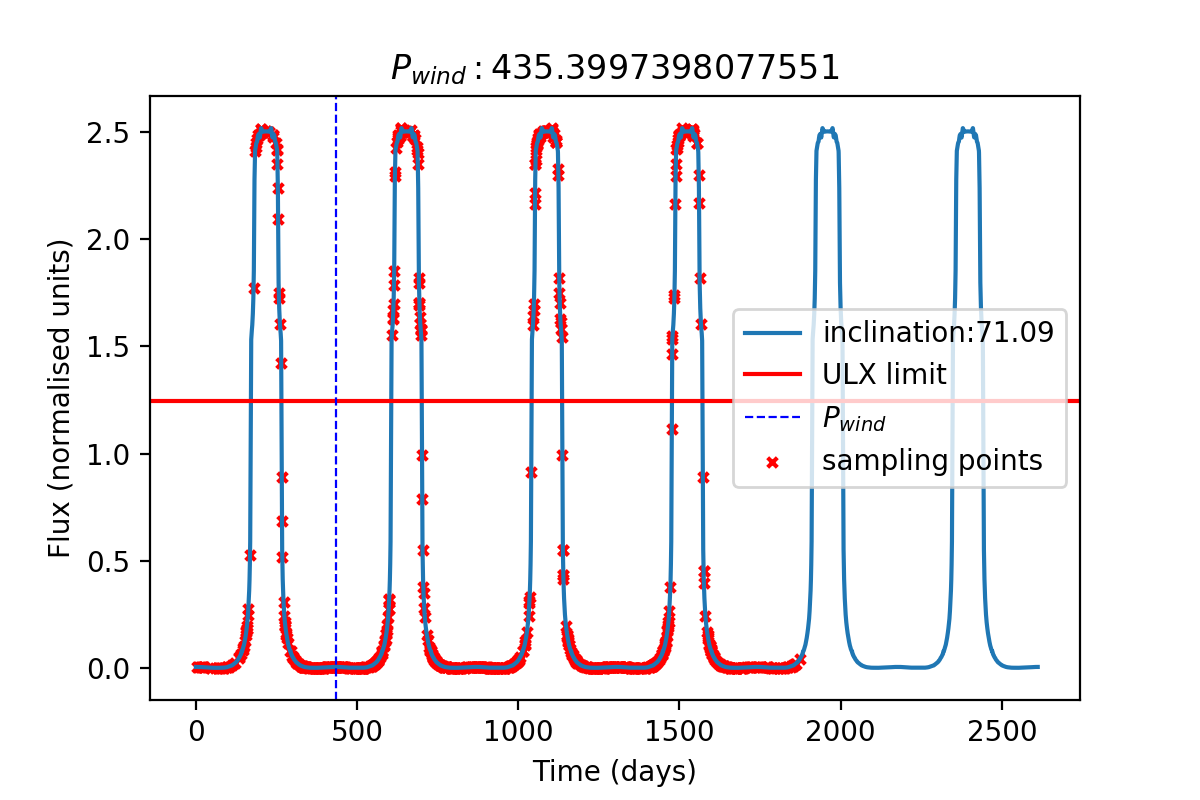 P_wind : 435.3997398077551
2.5
2.0
1.5
1.0
0.5
0.0
Flux (normalised units)
inclination:71.09
ULX limit
P_wind
sampling points
0 500 1000 1500 2000 2500
Time (days)